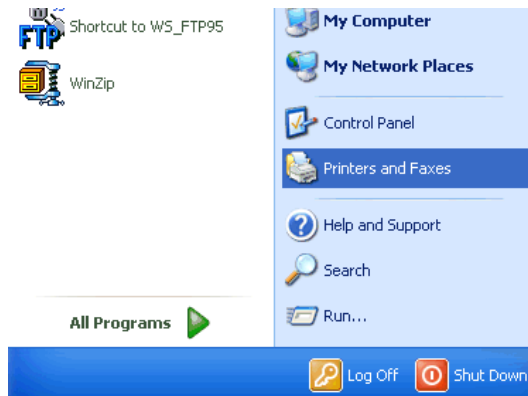 FTP
Shortcut to WS_FTP95
WinZip
All Programs
My Computer
My Network Places
Control Panel
Printers and Faxes
Help and Support
Search
Run...
Log Off
Shut Down